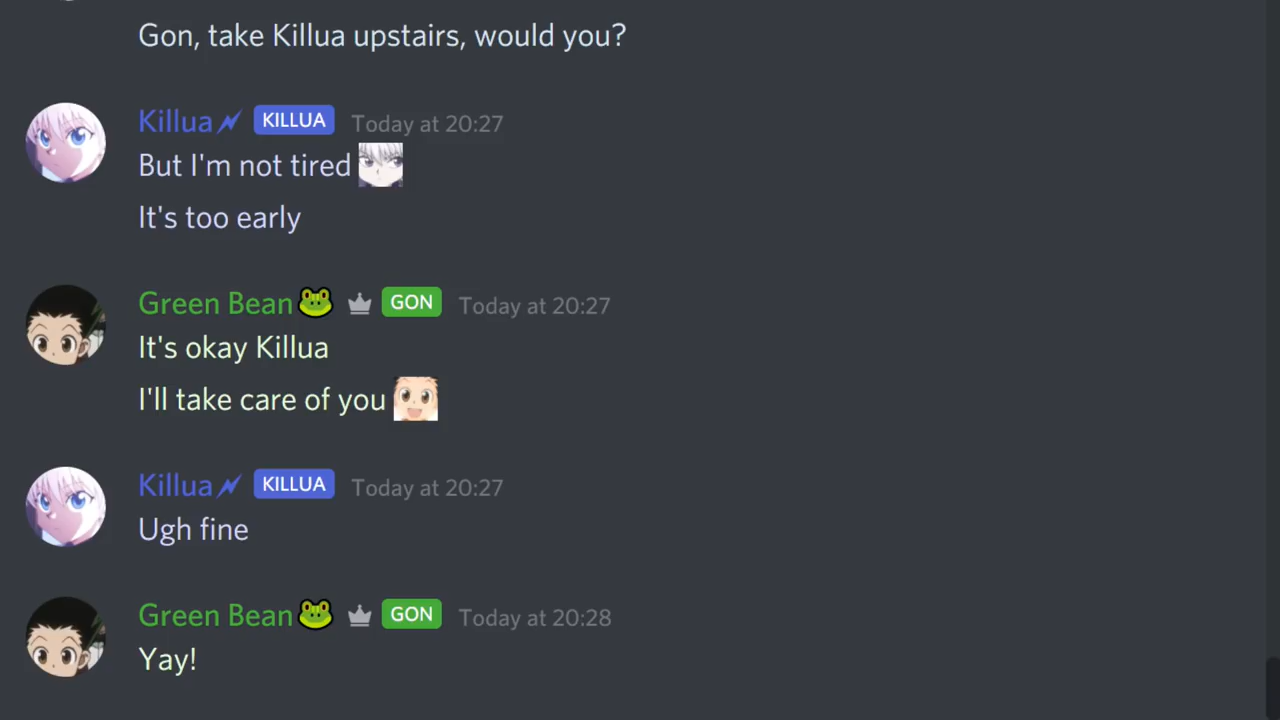 Gon, take Killua upstairs, would you?
Killua KILLUA Today at 20:27
But I'm not tired
It's too early
Green Bean🐸 GON Today at 20:27
It's okay Killua
I'll take care of you
Killua KILLUA Today at 20:27
Ugh fine
Green Bean🐸 GON Today at 20:28
Yay!